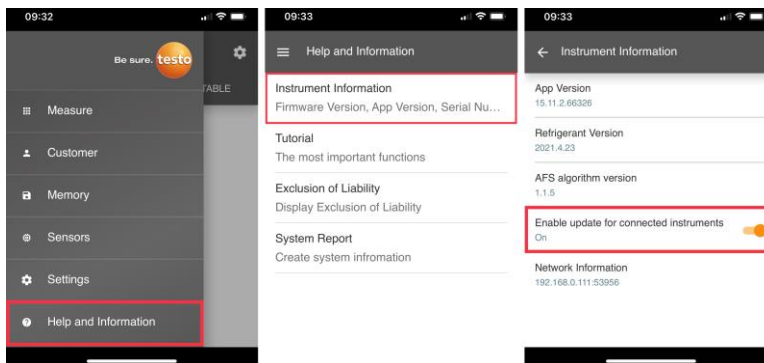 09:32
Be sure. testo
TABLE
Measure
Customer
Memory
Sensors
Settings
Help and Information
09:33
Help and Information
Instrument Information
Firmware Version, App Version, Serial Nu...
Tutorial
The most important functions
Exclusion of Liability
Display Exclusion of Liability
System Report
Create system infromation
09:33
Instrument Information
App Version
15.11.2.66326
Refrigerant Version
2021.4.23
AFS algorithm version
1.1.5
Enable update for connected instruments
On
Network Information
192.168.0.111:53956